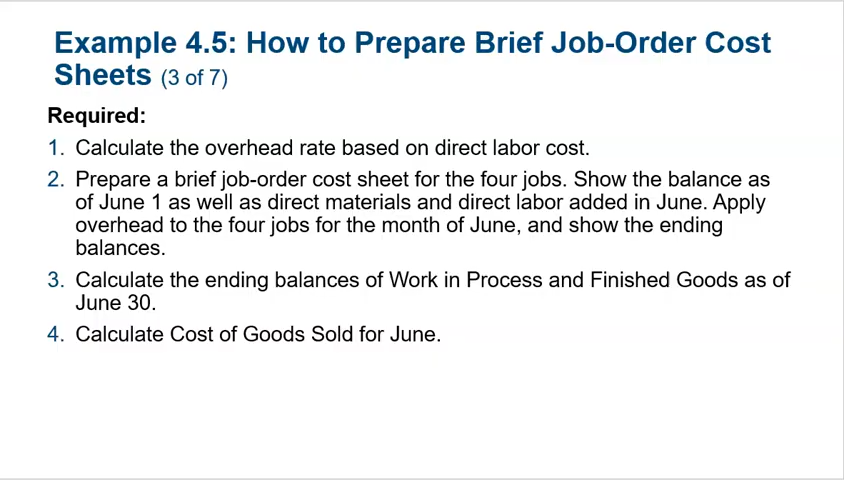 Example 4.5: How to Prepare Brief Job-Order Cost
Sheets (3 of 7)
Required:
1. Calculate the overhead rate based on direct labor cost.
2. Prepare a brief job-order cost sheet for the four jobs. Show the balance as
of June 1 as well as direct materials and direct labor added in June. Apply
overhead to the four jobs for the month of June, and show the ending
balances.
3. Calculate the ending balances of Work in Process and Finished Goods as of
June 30.
4. Calculate Cost of Goods Sold for June.